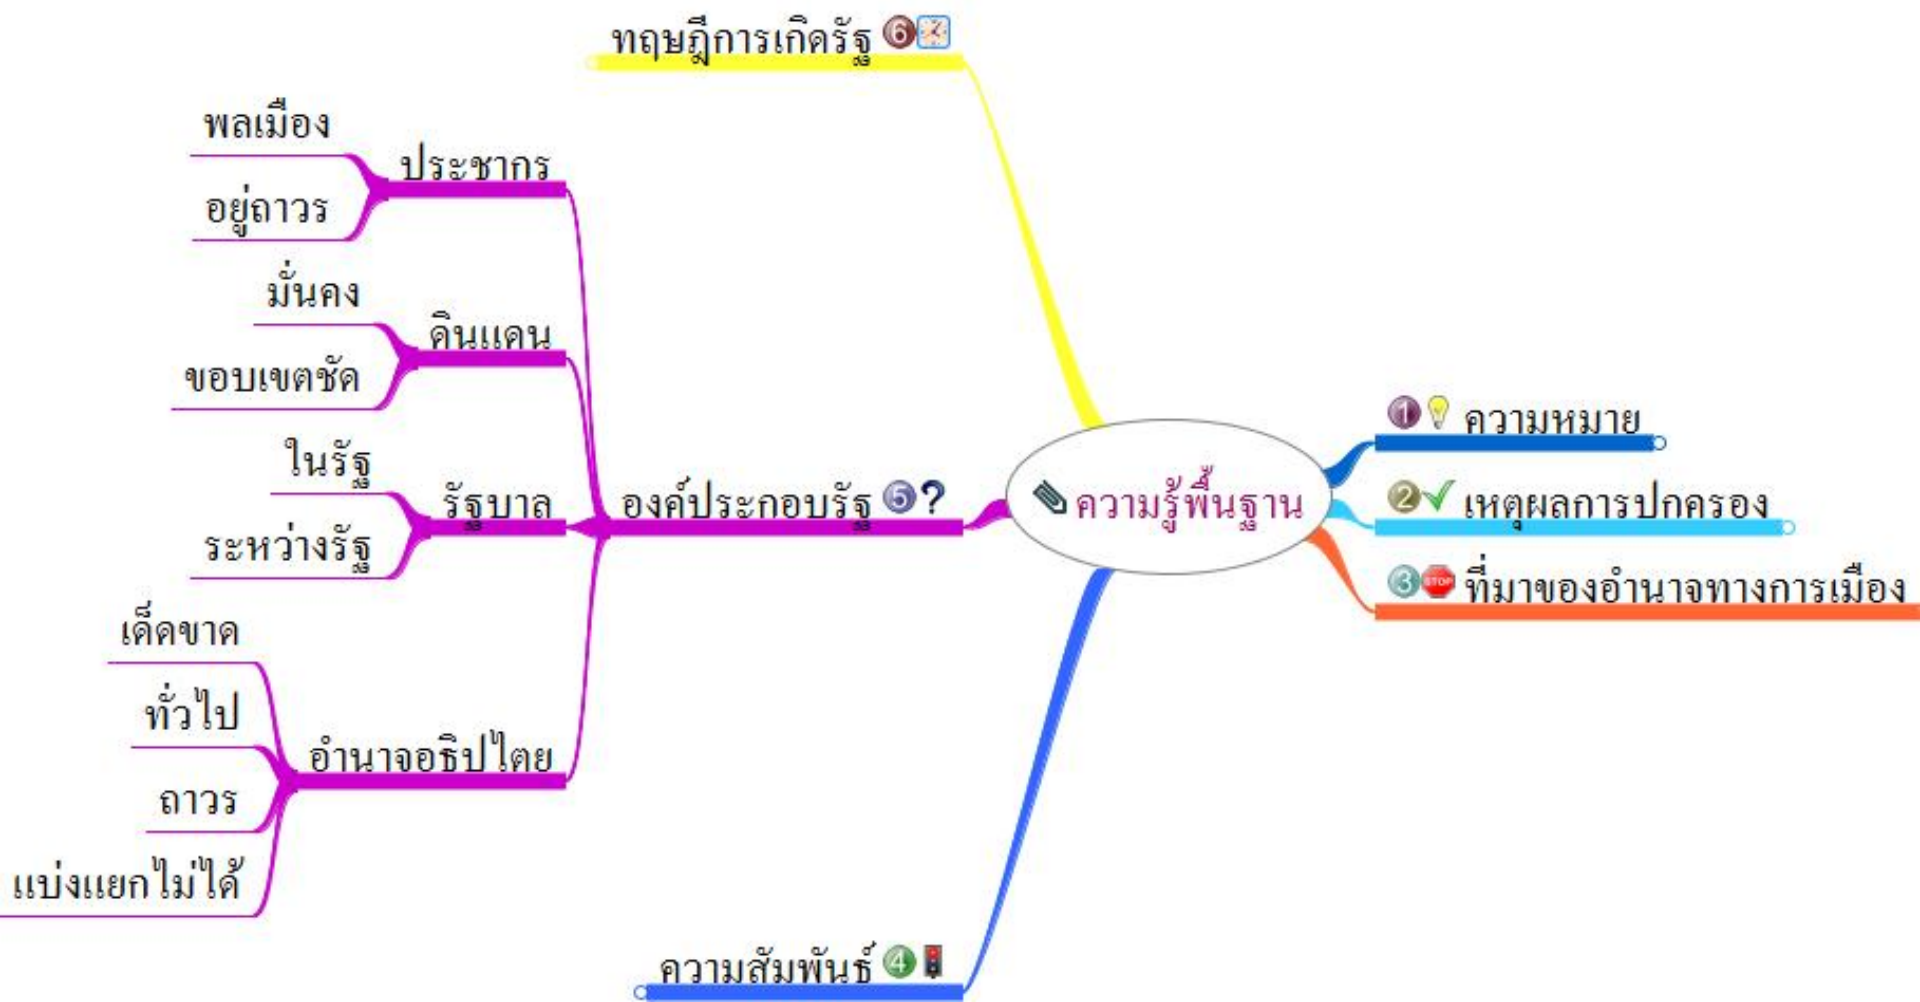 ทฤษฎีการเกิดรัฐ 6
พลเมือง
ประชากร
อยู่ถาวร
มั่นคง
ดินแดน
ขอบเขตชัด
ในรัฐ
รัฐบาล
ระหว่างรัฐ
องค์ประกอบรัฐ 5 ?
เด็ดขาด
ทั่วไป
อำนาจอธิปไตย
ถาวร
แบ่งแยกไม่ได้
ความสัมพันธ์ 4
ความรู้พื้นฐาน
1 ความหมาย
2 เหตุผลการปกครอง
3 STOP ที่มาของอำนาจทางการเมือง